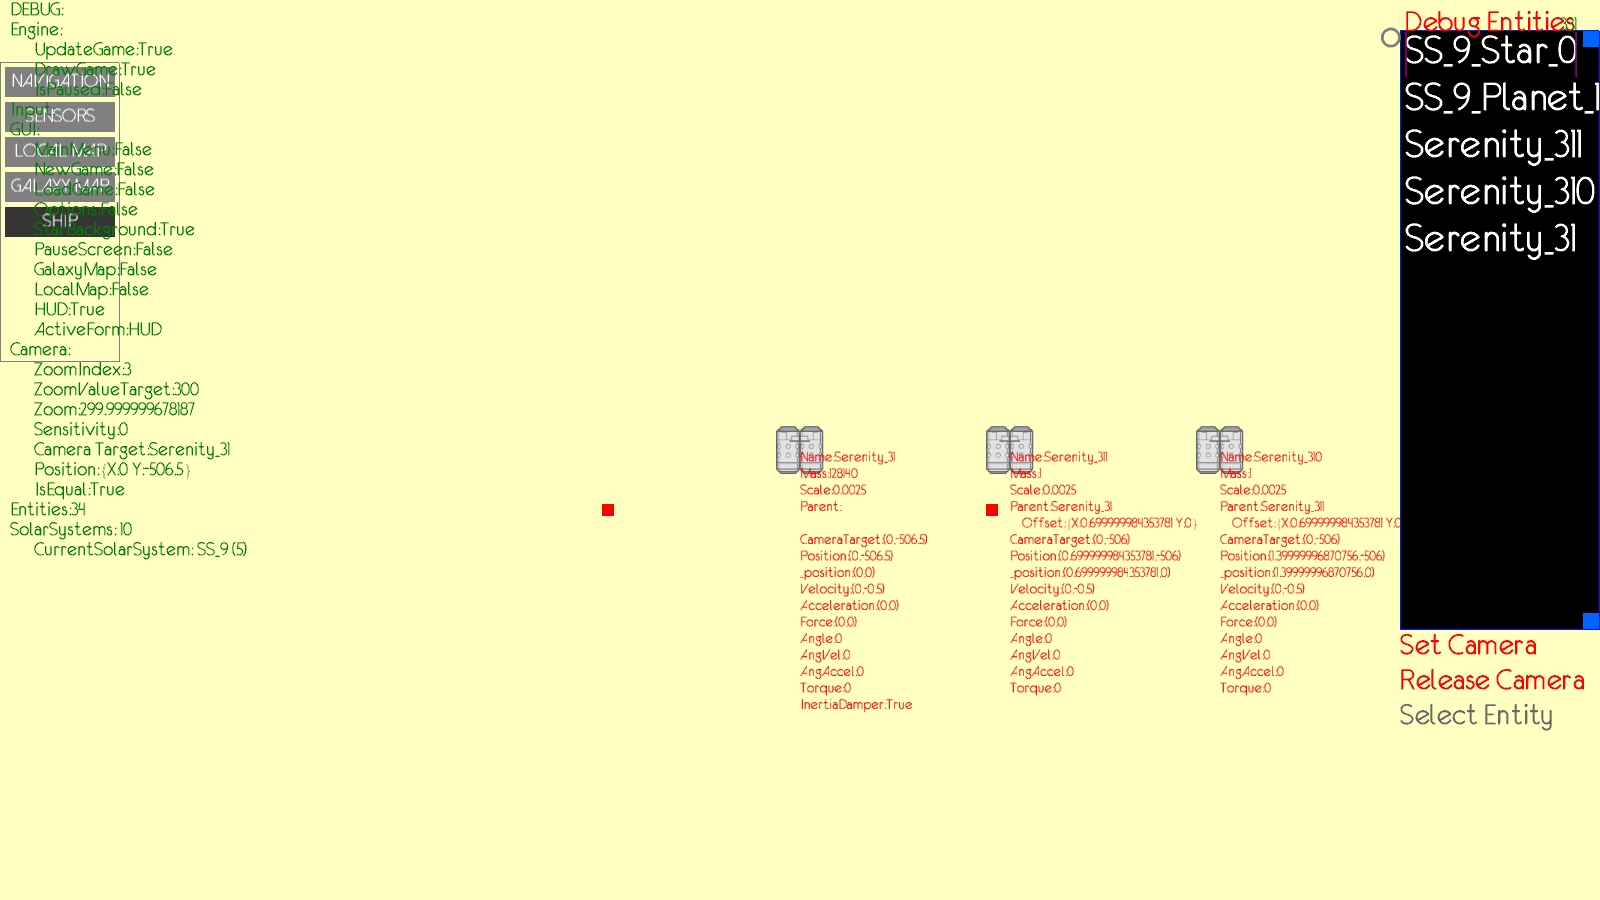 DEBUG:
Engine:
UpdateGame:True
DrawGame:True
IsPaused:False
Input:
GUI:
MainMenu:False
NewGame:False
LoadGame:False
Options:False
StarBackground:True
PauseScreen:False
GalaxyMap:False
LocalMap:False
HUD:True
ActiveForm:HUD
Camera:
ZoomIndex:3
ZoomValueTarget:300
Zoom:299.999999678187
Sensitivity:0
Camera Target:Serenity_31
Position:{X:0 Y:-506.5}
IsEqual:True
Entities:34
SolarSystems: 10
CurrentSolarSystem: SS_9 (5)
NAVIGATION
SENSORS
LOCAL MAP
GALAXY MAP
SHIP
Name:Serenity_31
Mass:128140
Scale:0.0025
Parent:
CameraTarget:(0,-506.5)
Position:(0,-506.5)
_position:(0,0)
Velocity:(0,-0.5)
Acceleration:(0,0)
Force:(0,0)
Angle:0
AngVel:0
AngAccel:0
Torque:0
InertiaDamper:True
Name:Serenity_311
Mass:1
Scale:0.0025
Parent:Serenity_31
Offset:{X:0.699999984353781 Y:0}
CameraTarget:(0,-506)
Position:(0.699999984353781,-506)
_position:(0.699999984353781,0)
Velocity:(0,-0.5)
Acceleration:(0,0)
Force:(0,0)
Angle:0
AngVel:0
AngAccel:0
Torque:0
Name:Serenity_310
Mass:1
Scale:0.0025
Parent:Serenity_311
Offset:{X:0.699999984353781 Y:0
CameraTarget:(0,-506)
Position:(1.39999996870756,-506)
_position:(1.39999996870756,0)
Velocity:(0,-0.5)
Acceleration:(0,0)
Force:(0,0)
Angle:0
AngVel:0
AngAccel:0
Torque:0
Debug Entities
SS_9_Star_0
SS_9_Planet_1
Serenity_311
Serenity_310
Serenity_31
Set Camera
Release Camera
Select Entity